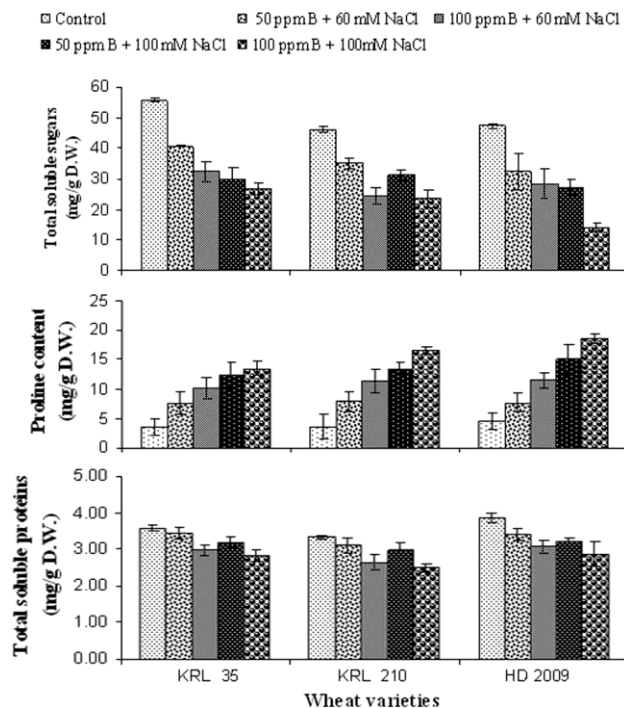 Control 50 ppm B + 60 mM NaCl 100 ppm B + 60 mM NaCl
50 ppm B + 100 mM NaCl 100 ppm B + 100mM NaCl
Total soluble sugars
(mg/g D.W.)
60
50
40
30
20
10
0
Proline content
(mg/g D.W.)
25
20
15
10
5
0
Total soluble proteins
(mg/g D.W.)
5.00
4.00
3.00
2.00
1.00
0.00
KRL 35 KRL 210 HD 2009
Wheat varieties